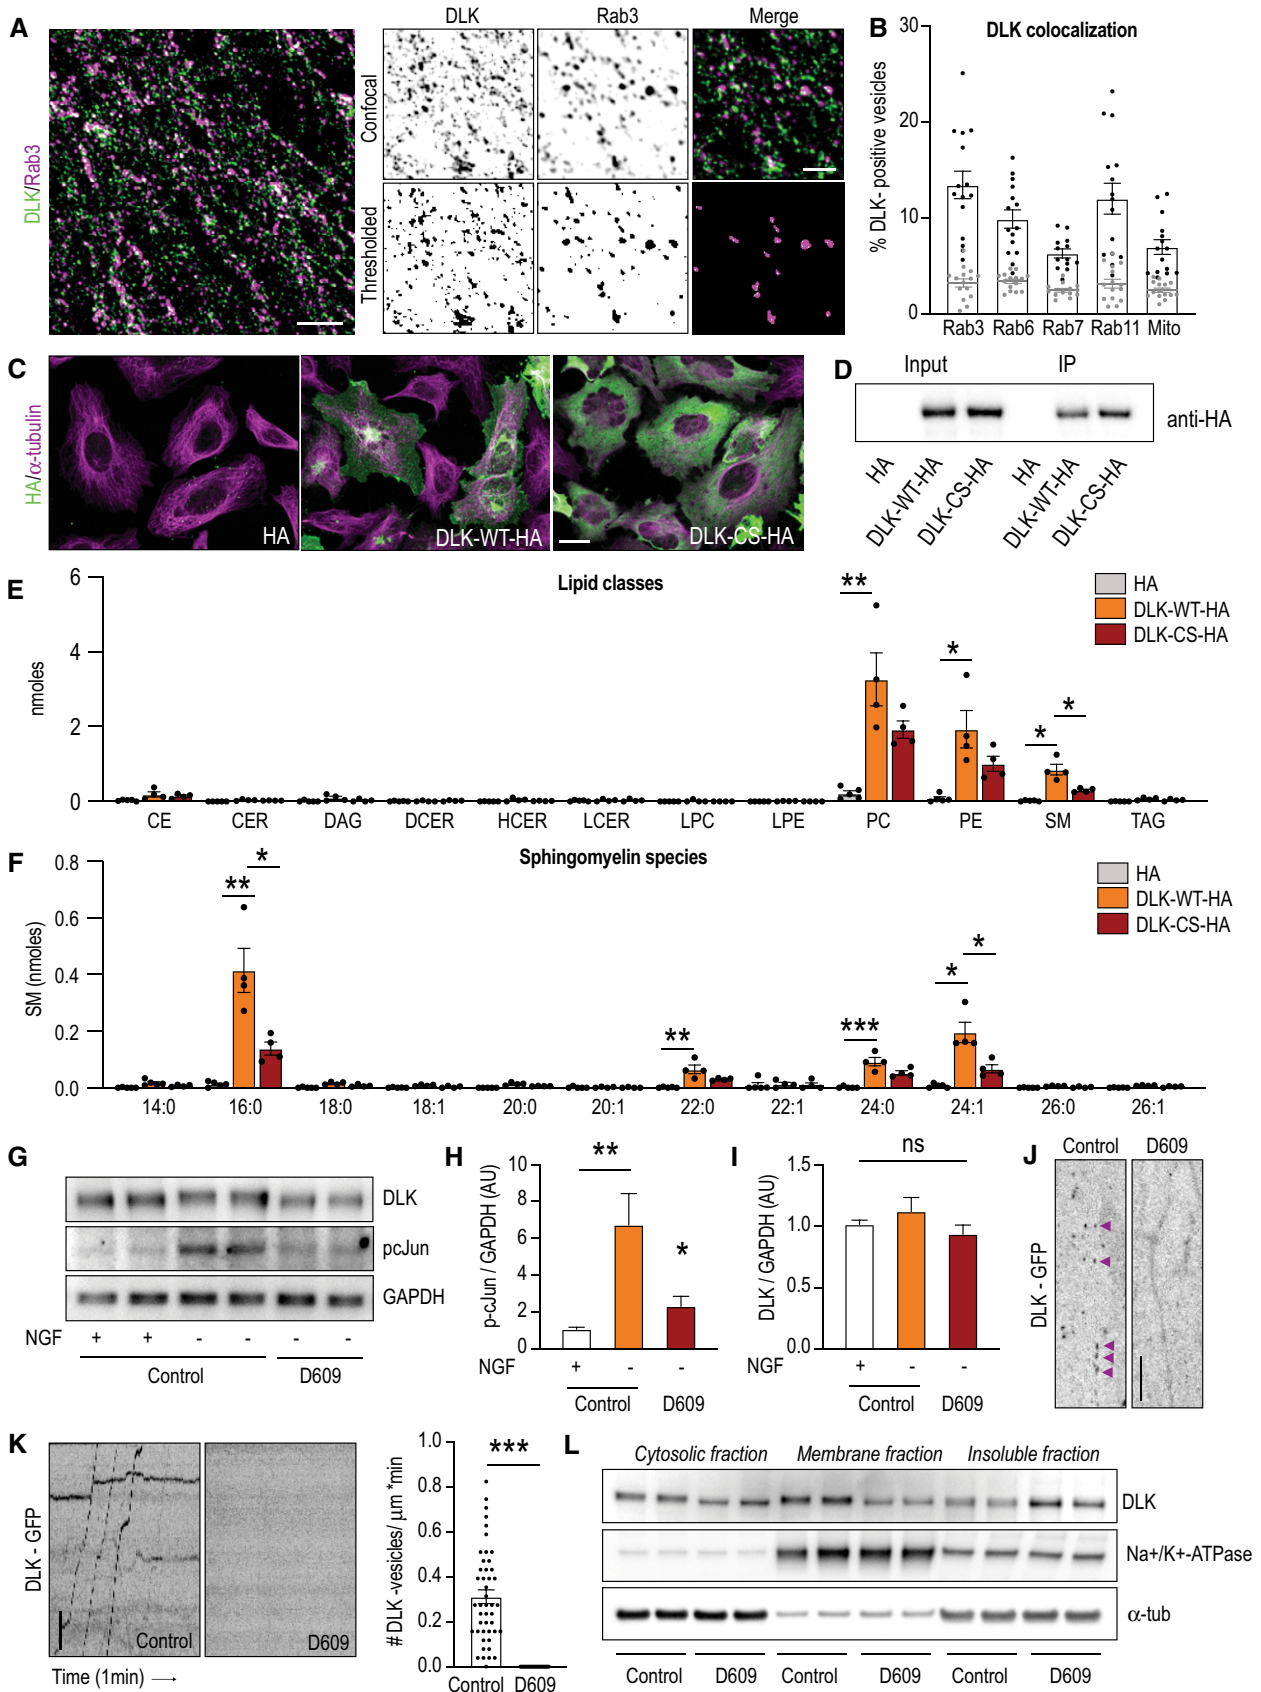 A
DLK
Rab3
Merge
DLK/Rab3
Confocal
Thresholded
B
DLK colocalization
% DLK- positive vesicles
30
20
10
0
Rab3 Rab6 Rab7 Rab11 Mito
C
HA/α-tubulin
HA
DLK-WT-HA
DLK-CS-HA
D
Input
IP
anti-HA
HA
DLK-WT-HA
DLK-CS-HA
HA
DLK-WT-HA
DLK-CS-HA
E
Lipid classes
nmoles
6
4
2
0
** * * *
HA
DLK-WT-HA
DLK-CS-HA
CE CER DAG DCER HCER LCER LPC LPE PC PE SM TAG
F
Sphingomyelin species
SM (nmoles)
0.8
0.6
0.4
0.2
0.0
** * ** *** * *
HA
DLK-WT-HA
DLK-CS-HA
14:0 16:0 18:0 18:1 20:0 20:1 22:0 22:1 24:0 24:1 26:0 26:1
G
DLK
pcJun
GAPDH
NGF + + - - - -
Control D609
H
p-cJun / GAPDH (AU)
10
8
6
4
2
0
**
*
NGF + - -
Control D609
I
DLK / GAPDH (AU)
1.5
1.0
0.5
0.0
ns
+ - -
Control D609
J
Control D609
DLK - GFP
K
DLK - GFP
Control
D609
Time (1min) →
# DLK -vesicles/ μm *min
1.0
0.8
0.6
0.4
0.2
0.0
***
Control D609
L
Cytosolic fraction Membrane fraction Insoluble fraction
DLK
Na+/K+-ATPase
α-tub
Control D609 Control D609 Control D609